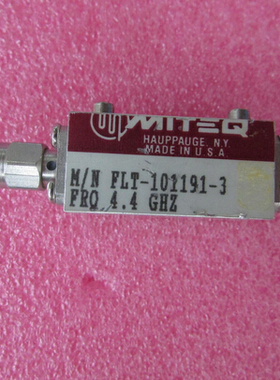 MITEQ
HAUPPAUGE, N.Y.
MADE IN U.S.A.
M/N FLT-101191-3
FRQ 4.4 GHZ